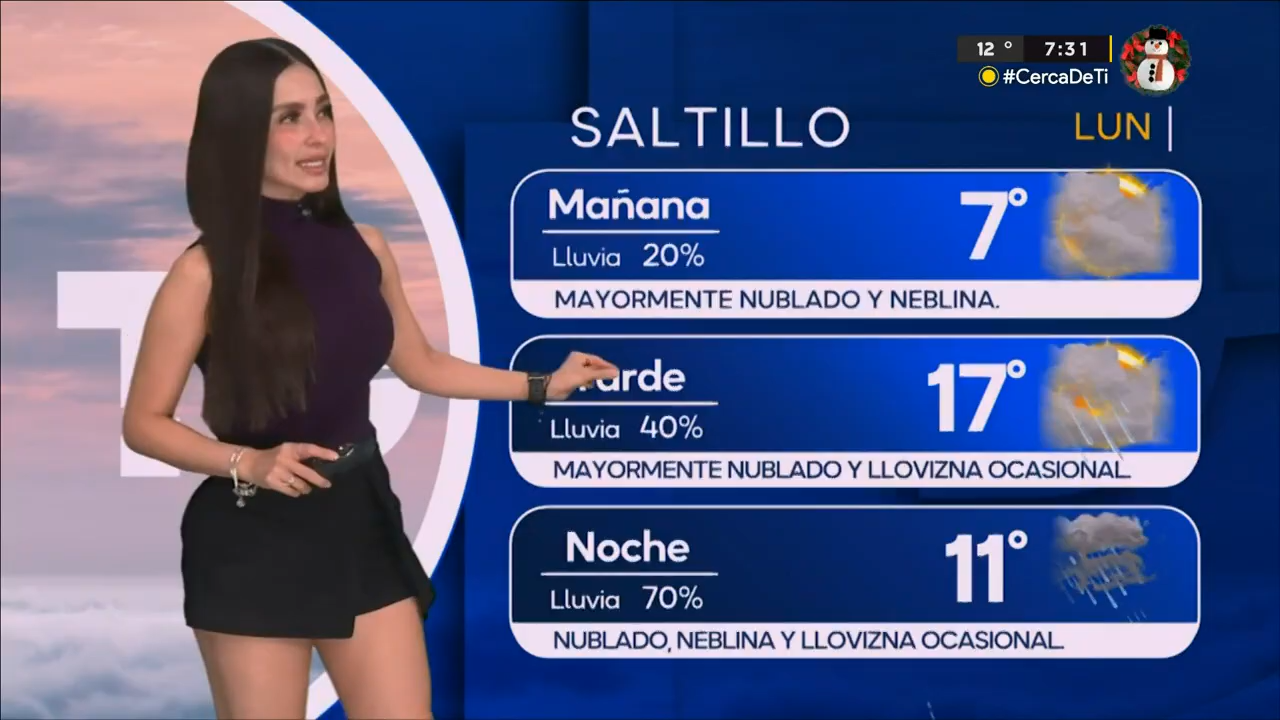 12 ° 7:31
#CercaDeTi
SALTILLO
LUN
Mañana
7°
Lluvia 20%
MAYORMENTE NUBLADO Y NEBLINA.
17°
Lluvia 40%
MAYORMENTE NUBLADO Y LLOVIZNA OCASIONAL.
Noche
11°
Lluvia 70%
NUBLADO, NEBLINA Y LLOVIZNA OCASIONAL.